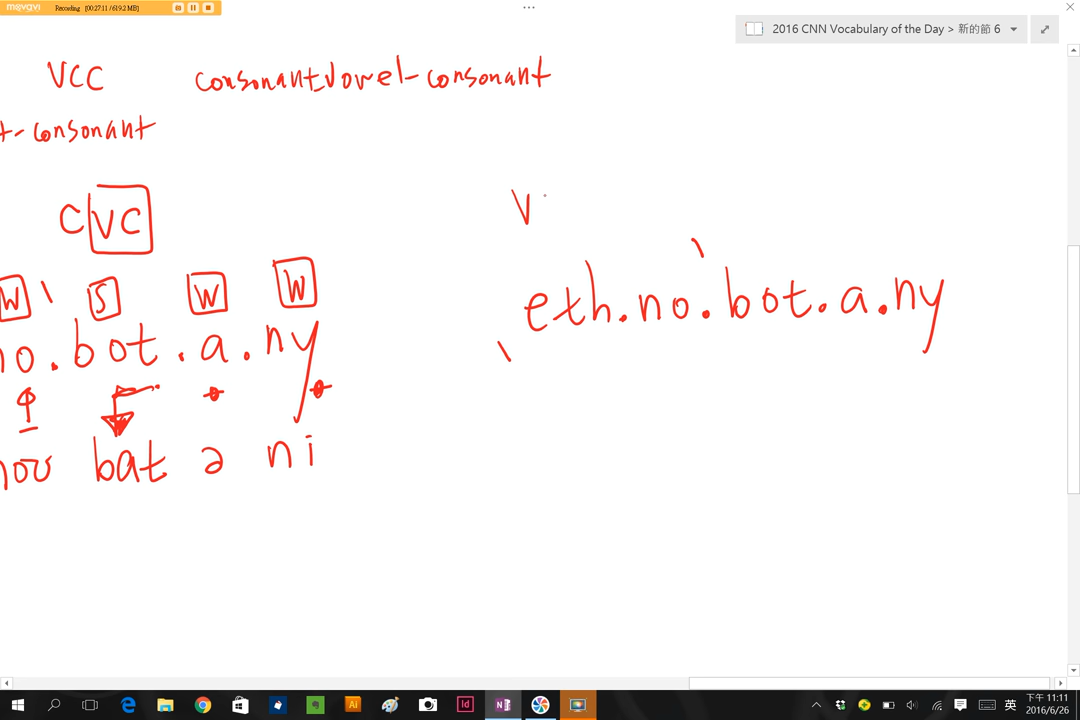 movavi Recording [00:27:11 / 619.2 MB]
2016 CNN Vocabulary of the Day > 新的節 6
VCC consonant-vowel-consonant
t-consonant
CVC
V
W S W W
no.bot.a.ny
eth.no.bot.a.ny
nou bat ə ni
英
下午 11:11
2016/6/26